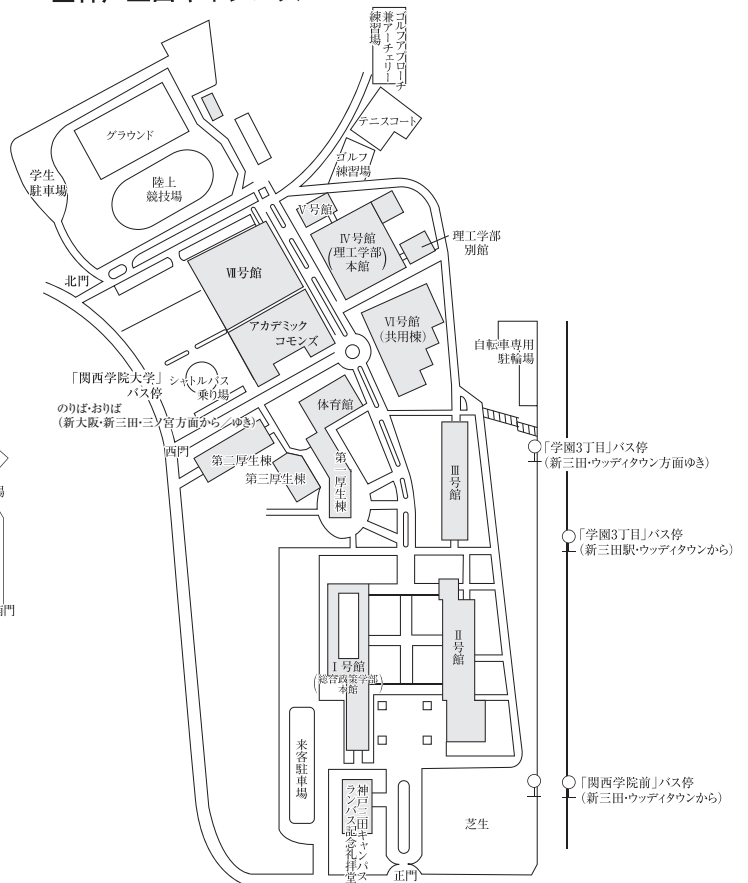 ゴルフアプローチ
兼アーチェリー
練習場
テニスコート
ゴルフ
練習場
グラウンド
陸上
競技場
学生
駐車場
北門
Ⅴ号館
Ⅳ号館
(理工学部)
本館
理工学部
別館
Ⅶ号館
アカデミック
コモンズ
Ⅵ号館
(共用棟)
自転車専用
駐輪場
「関西学院大学」
バス停
シャトルバス
乗り場
のりば・おりば
(新大阪・新三田・三ノ宮方面から/ゆき)
体育館
西門
第二厚生棟
第三厚生棟
第一厚生棟
Ⅲ号館
「学園3丁目」バス停
(新三田・ウッディタウン方面ゆき)
「学園3丁目」バス停
(新三田駅・ウッディタウンから)
Ⅱ号館
Ⅰ号館
(総合政策学部)
本館
来客駐車場
神戸三田キャンパス
ランバス記念礼拝堂
「関西学院前」バス停
(新三田・ウッディタウンから)
芝生
正門